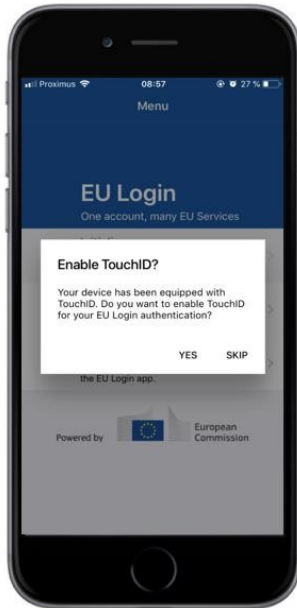 Proximus 08:57 27 %
Menu
EU Login
One account, many EU Services
Enable TouchID?
Your device has been equipped with
TouchID. Do you want to enable TouchID
for your EU Login authentication?
YES SKIP
the EU Login app.
Powered by
European
Commission